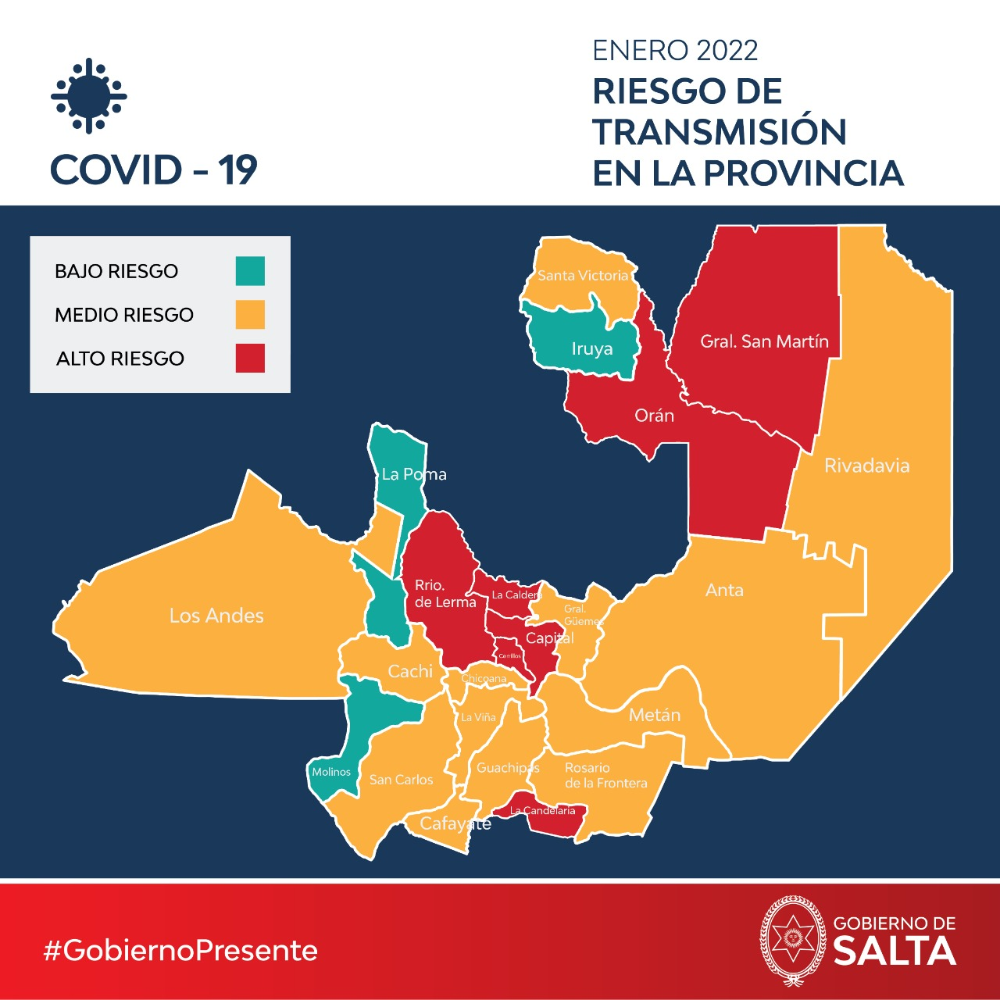 COVID - 19
ENERO 2022
RIESGO DE
TRANSMISIÓN
EN LA PROVINCIA
BAJO RIESGO
MEDIO RIESGO
ALTO RIESGO
Santa Victoria
Iruya
Gral. San Martín
Orán
Rivadavia
La Poma
Los Andes
Rrio.
de Lerma
La Caldera
Gral.
Güemes
Capital
Cerrillos
Anta
Cachi
Chicoana
La Viña
Metán
Molinos
San Carlos
Guachipas
Rosario
de la Frontera
La Candelaria
Cafayate
#GobiernoPresente
GOBIERNO DE
SALTA